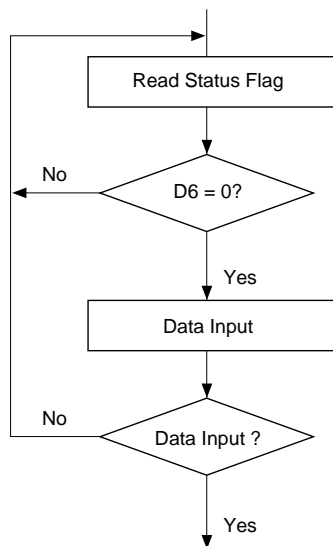 Read Status Flag
No
D6 = 0?
Yes
Data Input
No
Data Input ?
Yes